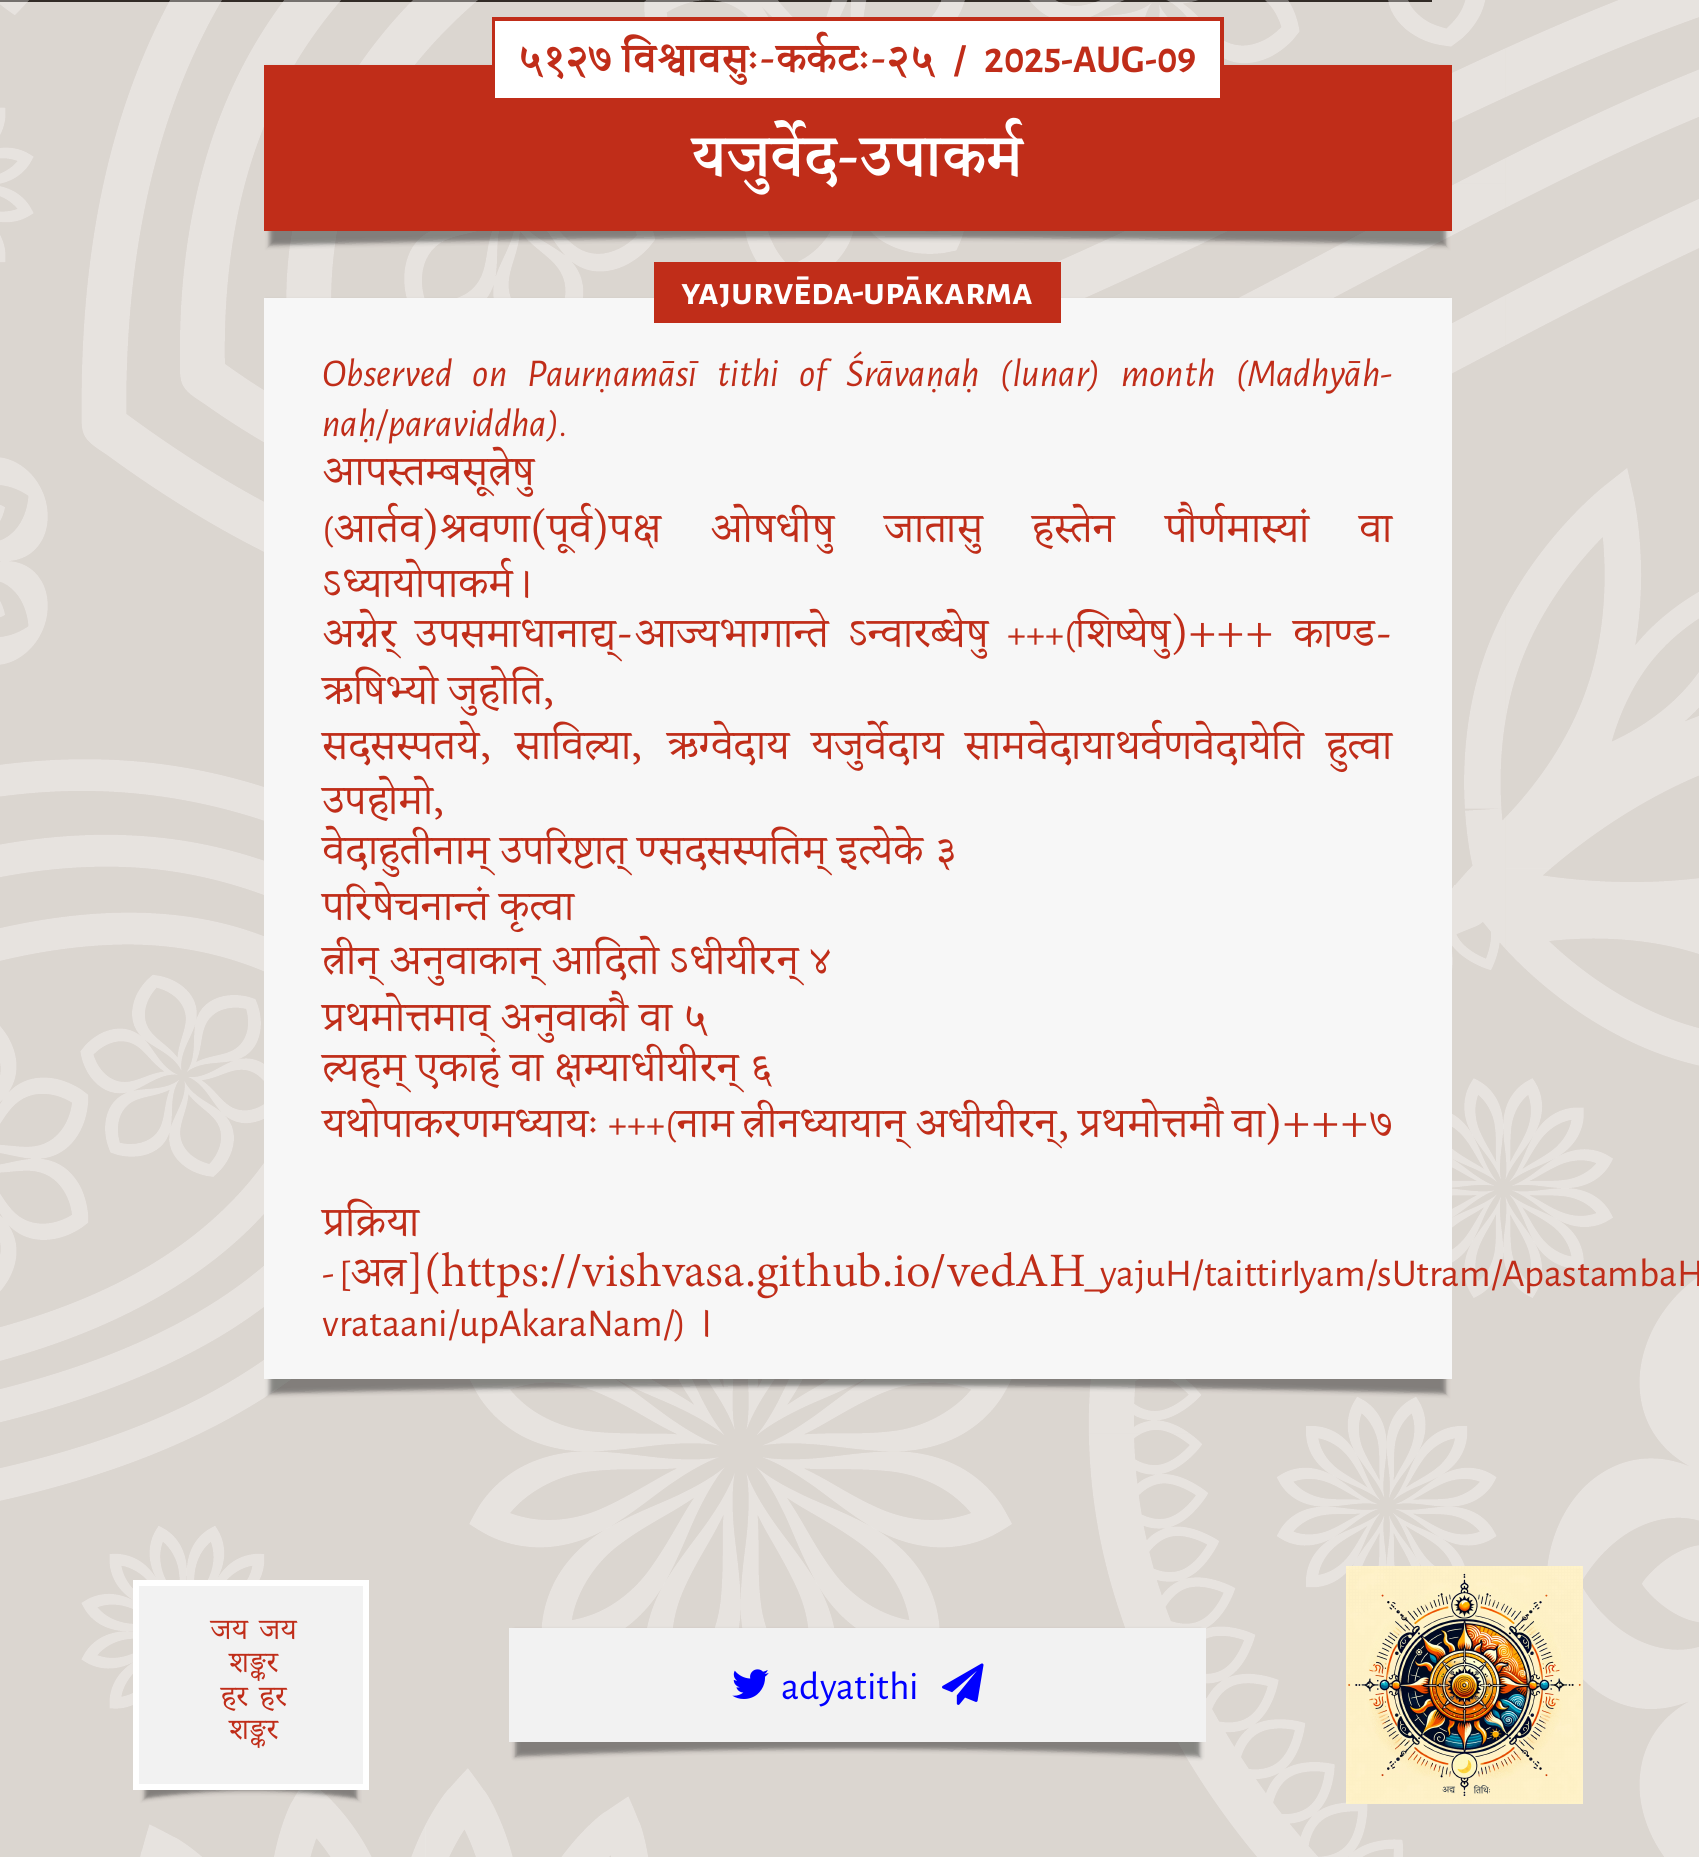 ५१२७ विश्वावसुः-कर्कटः-२५ / 2025-AUG-09
यजुर्वेद-उपाकर्म
YAJURVĒDA-UPĀKARMA
Observed on Paurṇamāsī tithi of Śrāvaṇaḥ (lunar) month (Madhyāh-
naḥ/paraviddha).
आपस्तम्बसूत्रेषु
(आर्तव)श्रवणा(पूर्व)पक्ष ओषधीषु जातासु हस्तेन पौर्णमास्यां वा
ऽध्यायोपाकर्म।
अग्नेर् उपसमाधानाद्य्-आज्यभागान्ते ऽन्वारब्धेषु +++(शिष्येषु)+++ काण्ड-
ऋषिभ्यो जुहोति,
सदसस्पतये, सावित्र्या, ऋग्वेदाय यजुर्वेदाय सामवेदायाथर्वणवेदायेति हुत्वा
उपहोमो,
वेदाहुतीनाम् उपरिष्टात् ण्सदसस्पतिम् इत्येके ३
परिषेचनान्तं कृत्वा
त्रीन् अनुवाकान् आदितो ऽधीयीरन् ४
प्रथमोत्तमाव् अनुवाकौ वा ५
त्र्यहम् एकाहं वा क्षम्याधीयीरन् ६
यथोपाकरणमध्यायः +++(नाम त्रीनध्यायान् अधीयीरन्, प्रथमोत्तमौ वा)+++७
प्रक्रिया
- [अत्र](https://vishvasa.github.io/vedAH_yajuH/taittirIyam/sUtram/ApastambaH
vrataani/upAkaraNam/) ।
जय जय
शङ्कर
हर हर
शङ्कर
adyatithi
अद्य तिथिः